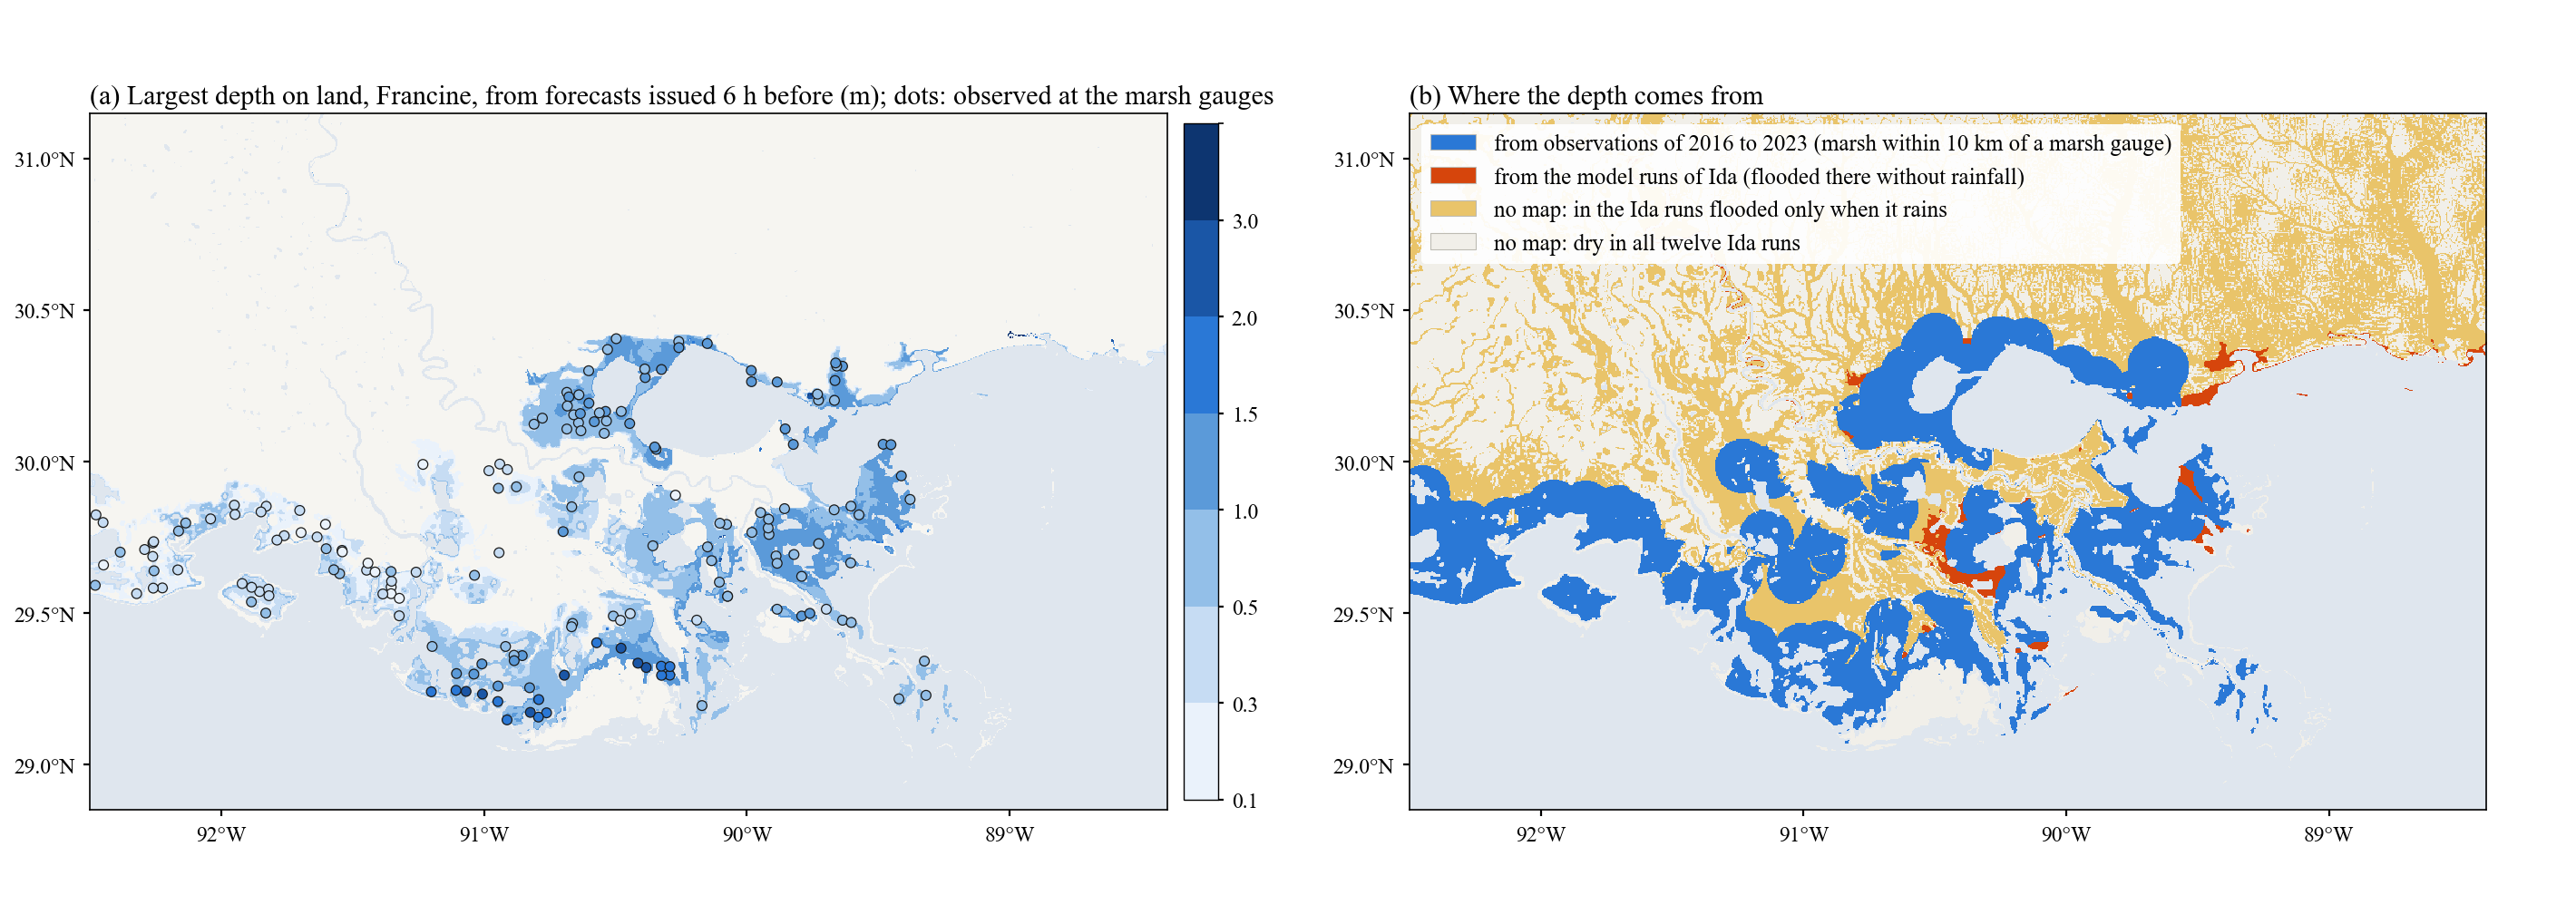 (a) Largest depth on land, Francine, from forecasts issued 6 h before (m); dots: observed at the marsh gauges
31.0°N
30.5°N
30.0°N
29.5°N
29.0°N
92°W
91°W
90°W
89°W
3.0
2.0
1.5
1.0
0.5
0.3
0.1
(b) Where the depth comes from
from observations of 2016 to 2023 (marsh within 10 km of a marsh gauge)
from the model runs of Ida (flooded there without rainfall)
no map: in the Ida runs flooded only when it rains
no map: dry in all twelve Ida runs
31.0°N
30.5°N
30.0°N
29.5°N
29.0°N
92°W
91°W
90°W
89°W